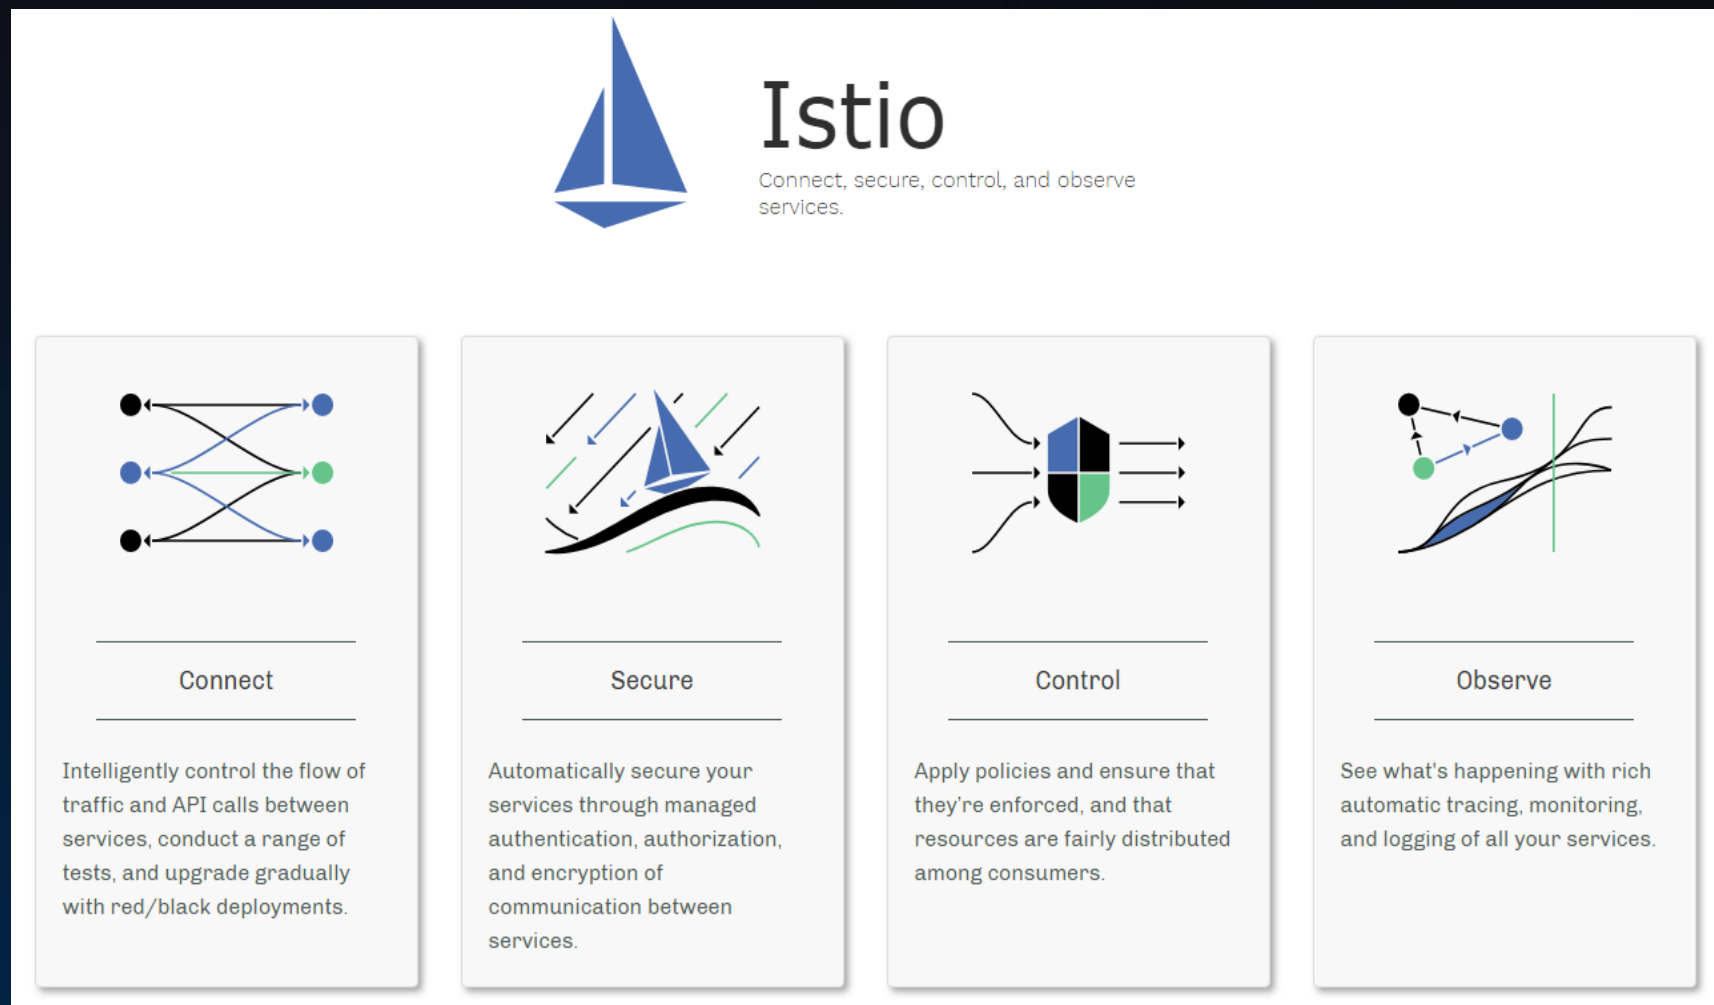 Istio
Connect, secure, control, and observe
services.
Connect
Intelligently control the flow of
traffic and API calls between
services, conduct a range of
tests, and upgrade gradually
with red/black deployments.
Secure
Automatically secure your
services through managed
authentication, authorization,
and encryption of
communication between
services.
Control
Apply policies and ensure that
they're enforced, and that
resources are fairly distributed
among consumers.
Observe
See what's happening with rich
automatic tracing, monitoring,
and logging of all your services.